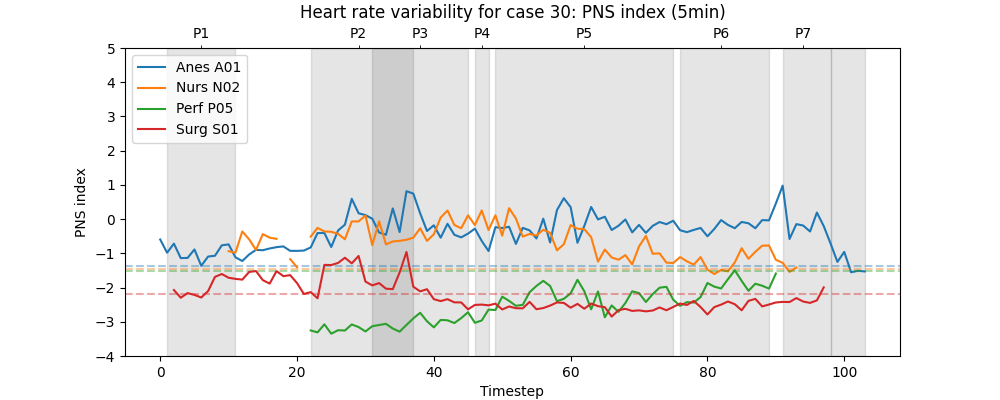 Heart rate variability for case 30: PNS index (5min)
P1 P2 P3 P4 P5 P6 P7
5
4
3
2
1
0
−1
−2
−3
−4
PNS index
Anes A01
Nurs N02
Perf P05
Surg S01
0 20 40 60 80 100
Timestep